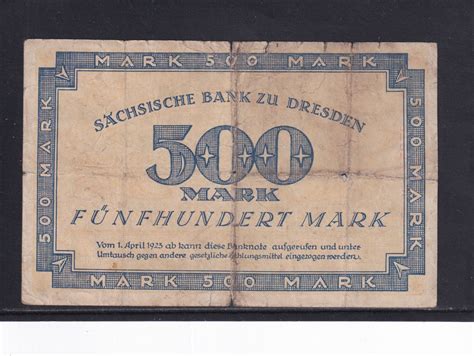 MARK 500 MARK
500 MARK
500 MARK
SÄCHSISCHE BANK ZU DRESDEN
500
MARK
FÜNFHUNDERT MARK
Vom 1. April 1923 ab kann diese Banknote aufgerufen und unter
Umtausch gegen andere gesetzliche Zahlungsmittel eingezogen werden.
MARK 500 MARK